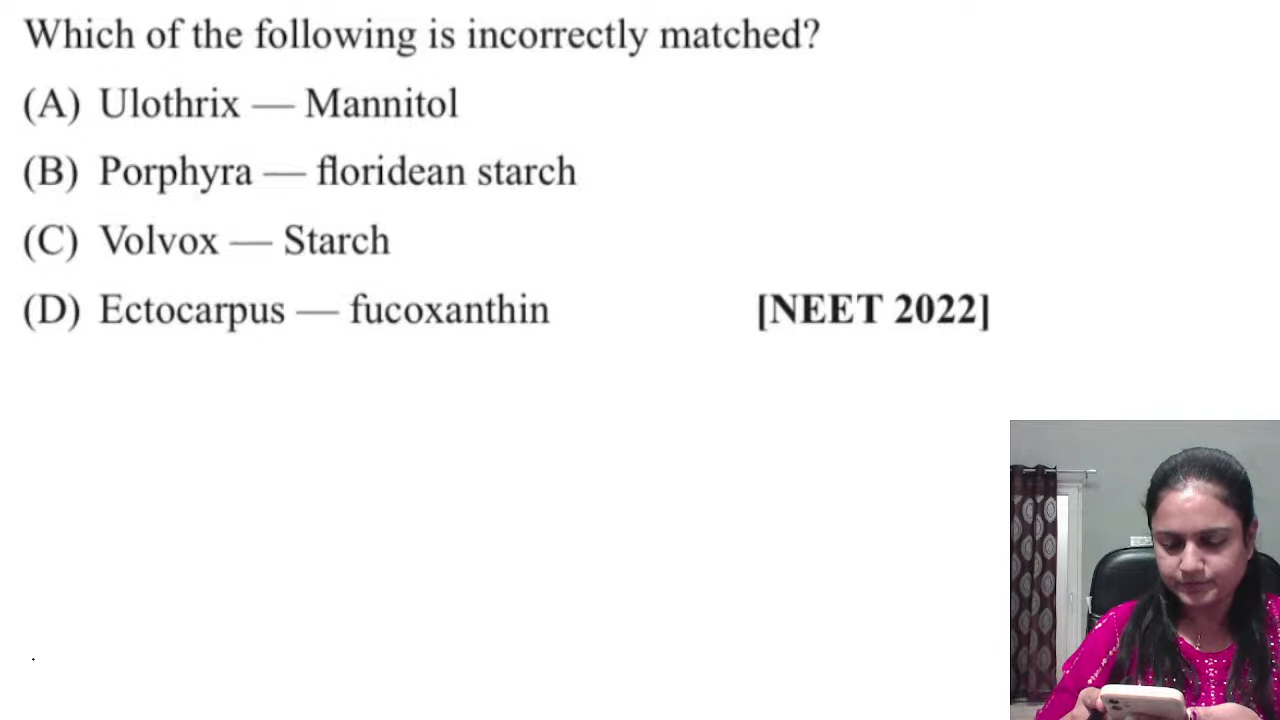 Which of the following is incorrectly matched?
(A) Ulothrix — Mannitol
(B) Porphyra — floridean starch
(C) Volvox — Starch
(D) Ectocarpus — fucoxanthin [NEET 2022]